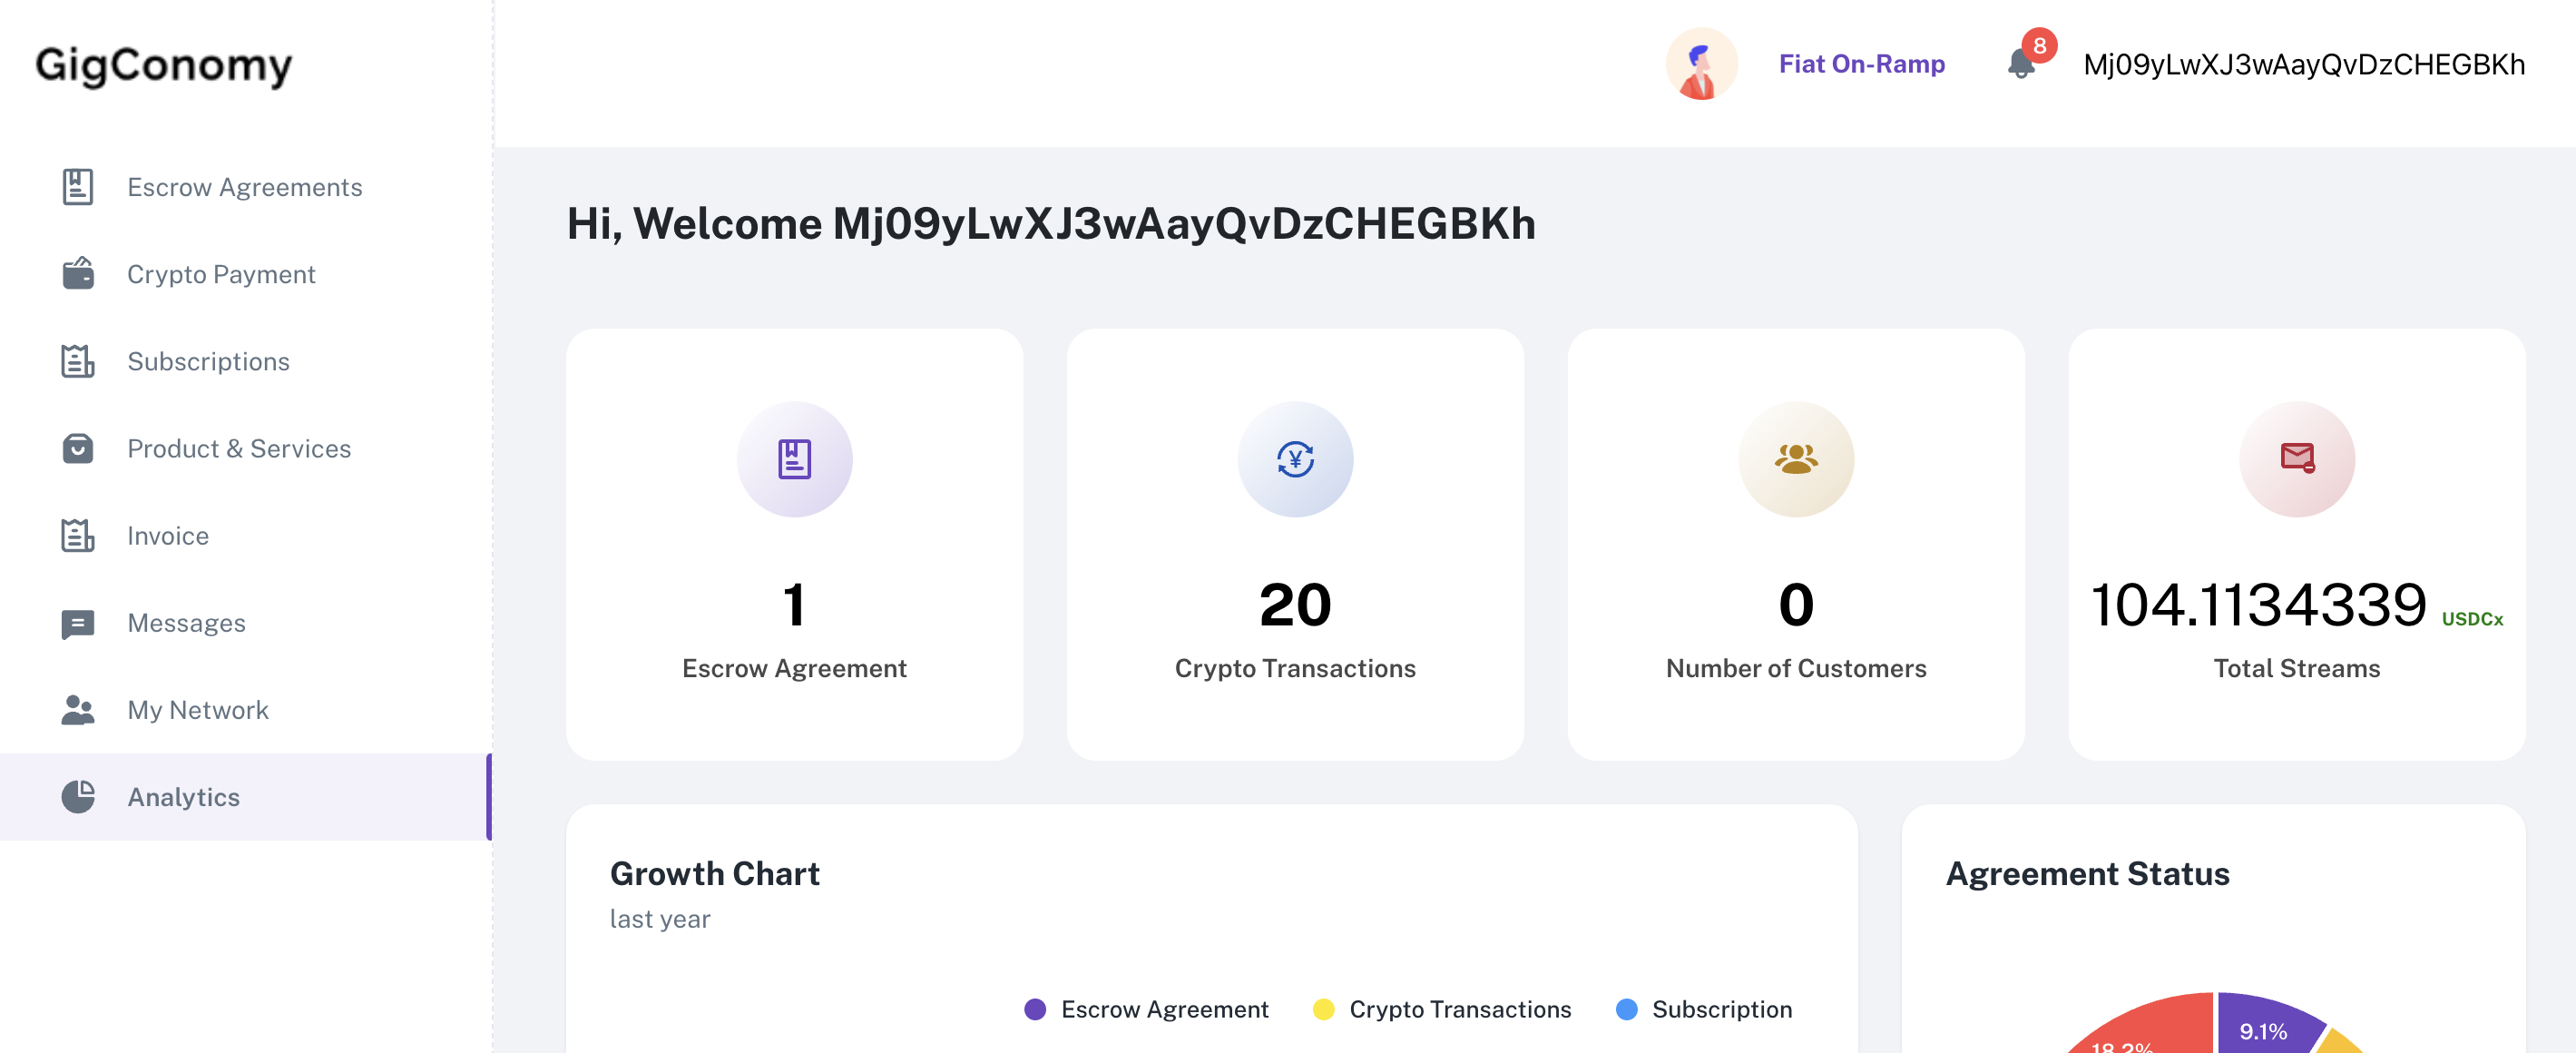 GigConomy
Fiat On-Ramp
8
Mj09yLwXJ3wAayQvDzCHEGBKh
Escrow Agreements
Crypto Payment
Subscriptions
Product & Services
Invoice
Messages
My Network
Analytics
Hi, Welcome Mj09yLwXJ3wAayQvDzCHEGBKh
1
Escrow Agreement
20
Crypto Transactions
0
Number of Customers
104.1134339 USDCx
Total Streams
Growth Chart
last year
Escrow Agreement
Crypto Transactions
Subscription
Agreement Status
9.1%
18.2%